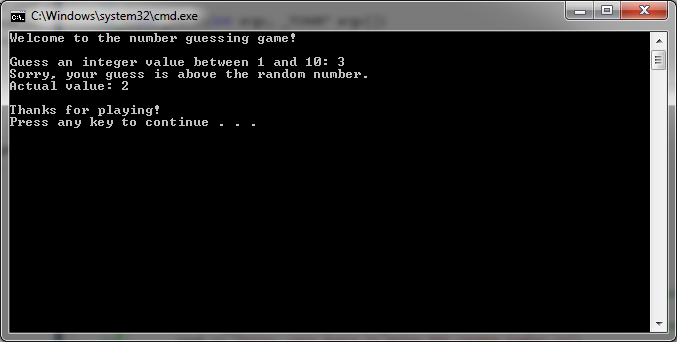 C:\Windows\system32\cmd.exe
Welcome to the number guessing game!
Guess an integer value between 1 and 10: 3
Sorry, your guess is above the random number.
Actual value: 2
Thanks for playing!
Press any key to continue . . .